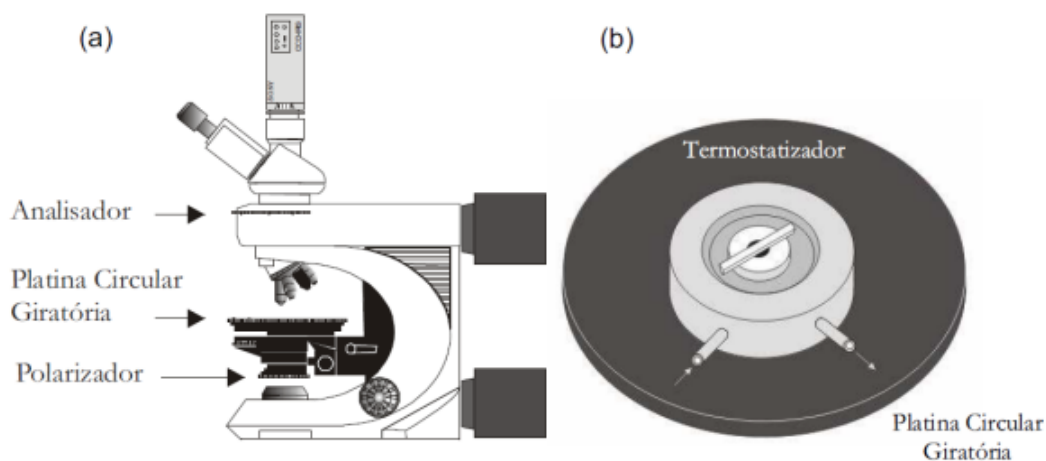 (a)
(b)
Analisador
Platina Circular
Giratória
Polarizador
Termostatizador
Platina Circular
Giratória